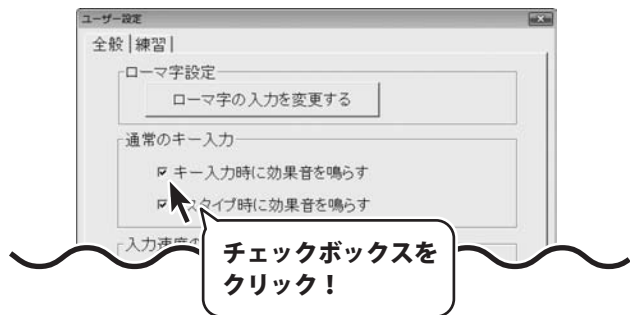 ユーザー設定
全般 練習
ローマ字設定
ローマ字の入力を変更する
通常のキー入力
キー入力時に効果音を鳴らす
スタイプ時に効果音を鳴らす
入力速度の
チェックボックスを
クリック！